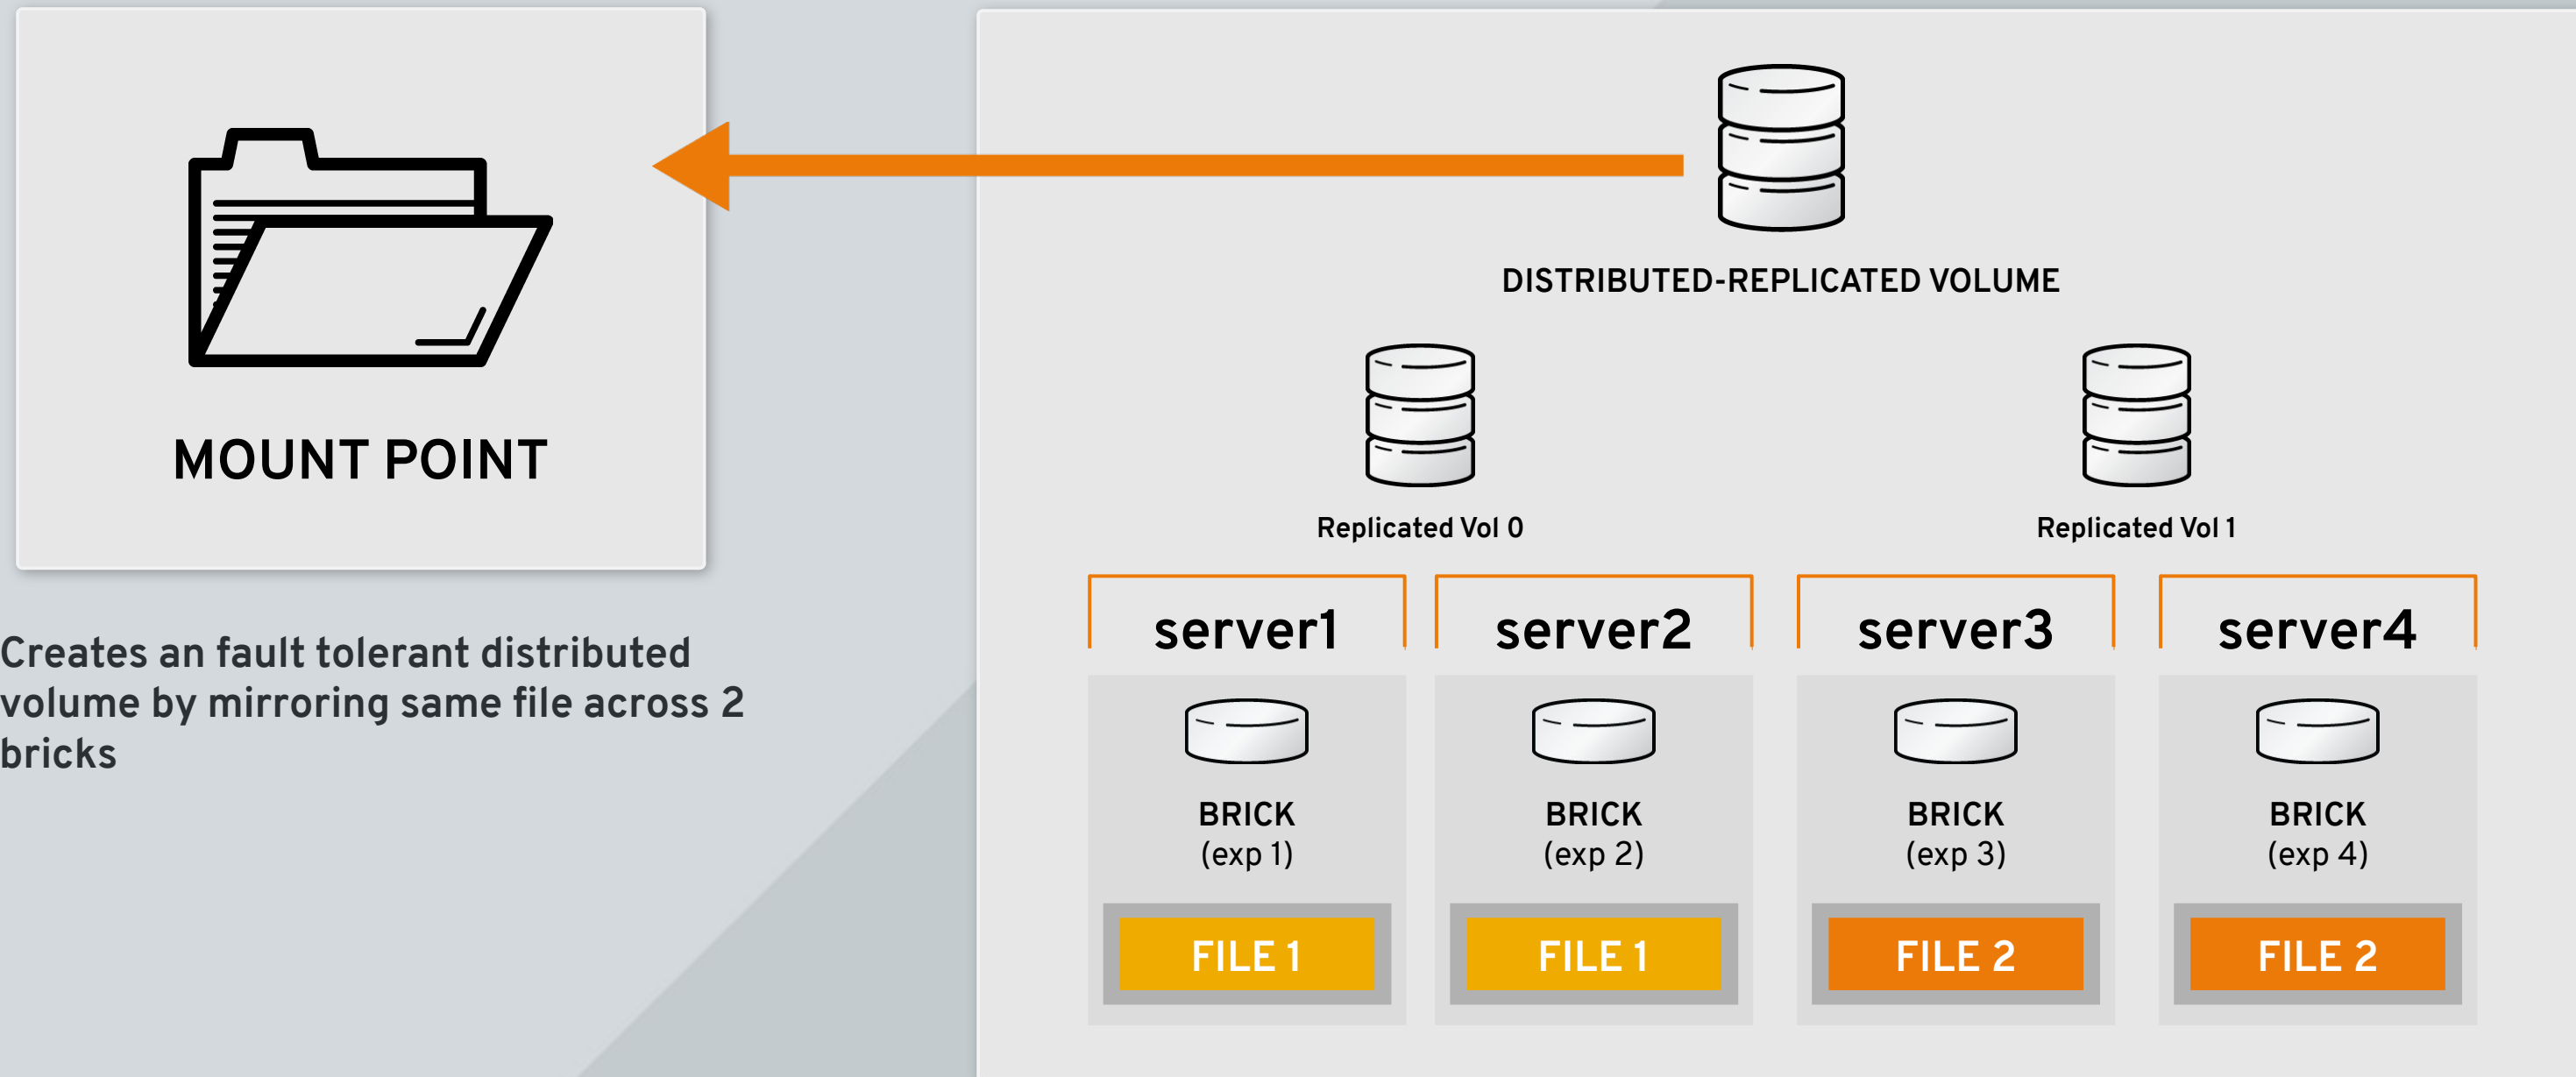 MOUNT POINT
Creates an fault tolerant distributed
volume by mirroring same file across 2
bricks
DISTRIBUTED-REPLICATED VOLUME
Replicated Vol 0
Replicated Vol 1
server1
server2
server3
server4
BRICK
(exp 1)
BRICK
(exp 2)
BRICK
(exp 3)
BRICK
(exp 4)
FILE 1
FILE 1
FILE 2
FILE 2